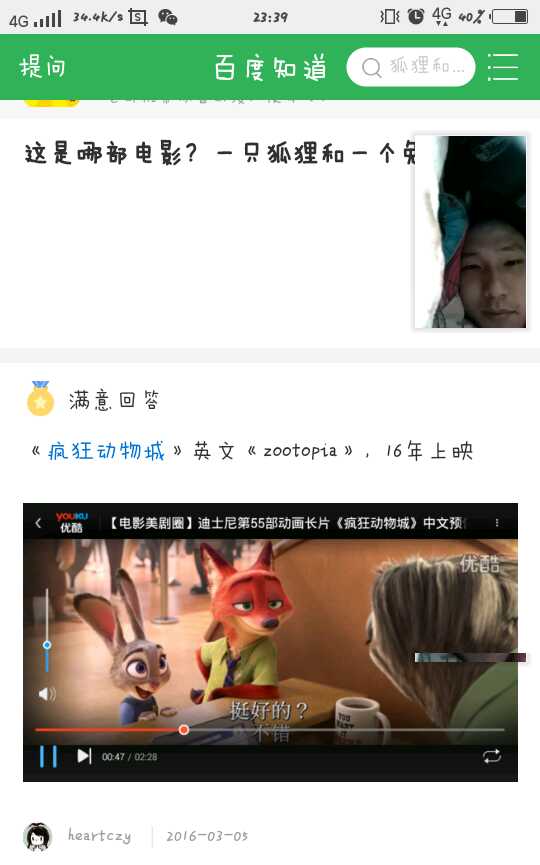 4G 34.4k/s 23:39 4G 40%
提问 百度知道 狐狸和...
这是哪部电影？一只狐狸和一个兔
满意回答
《疯狂动物城》英文《zootopia》，16年上映
YOUKU
优酷 【电影美剧圈】迪士尼第55部动画长片《疯狂动物城》中文预
优酷
挺好的？
不错
YOU WANT
00:47 / 02:28
heartczy 2016-03-05